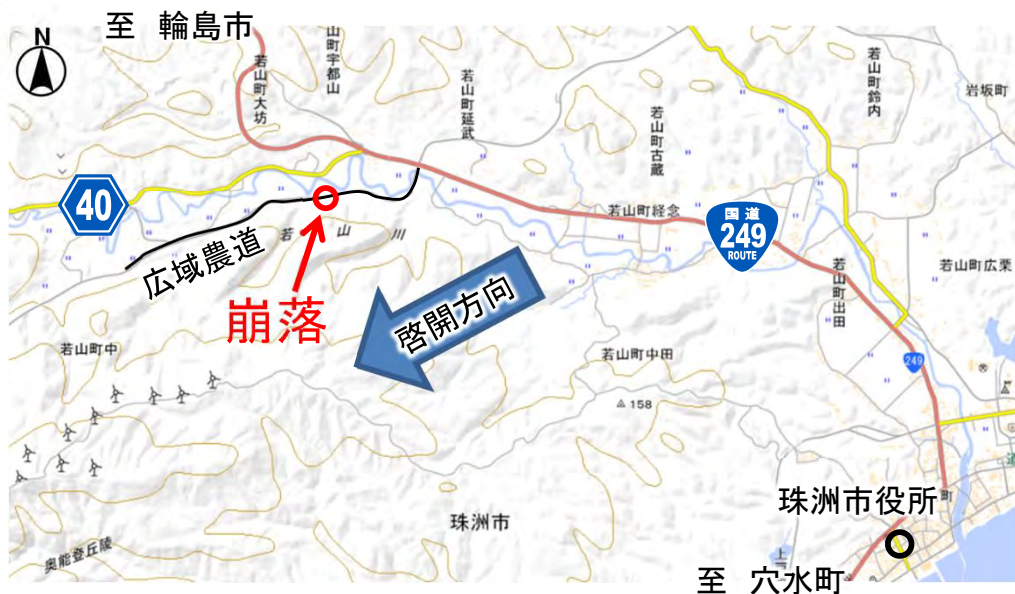 至 輪島市
N
山町宇都山
若山町大坊
若山町延武
若山町鈴内
岩坂町
若山町古蔵
40
若山町経念
国道
249
ROUTE
若山川
広域農道
若山町広栗
若山町出田
崩落
啓開方向
249
若山町中
若山町中田
158
道
珠洲市役所
町
珠洲市
上
奥能登丘陵
至 穴水町